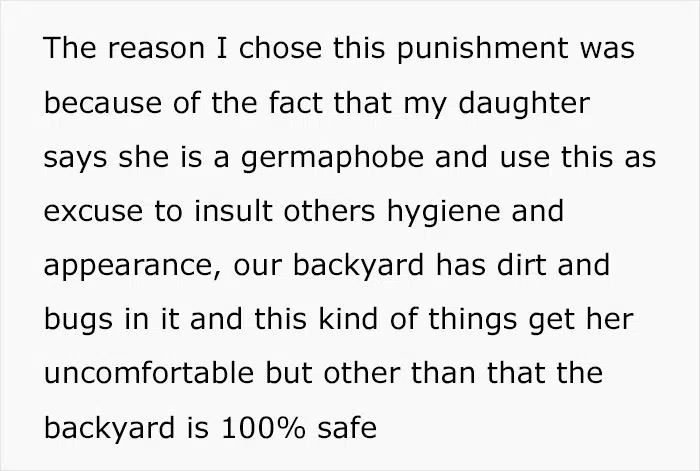 The reason I chose this punishment was
because of the fact that my daughter
says she is a germaphobe and use this as
excuse to insult others hygiene and
appearance, our backyard has dirt and
bugs in it and this kind of things get her
uncomfortable but other than that the
backyard is 100% safe